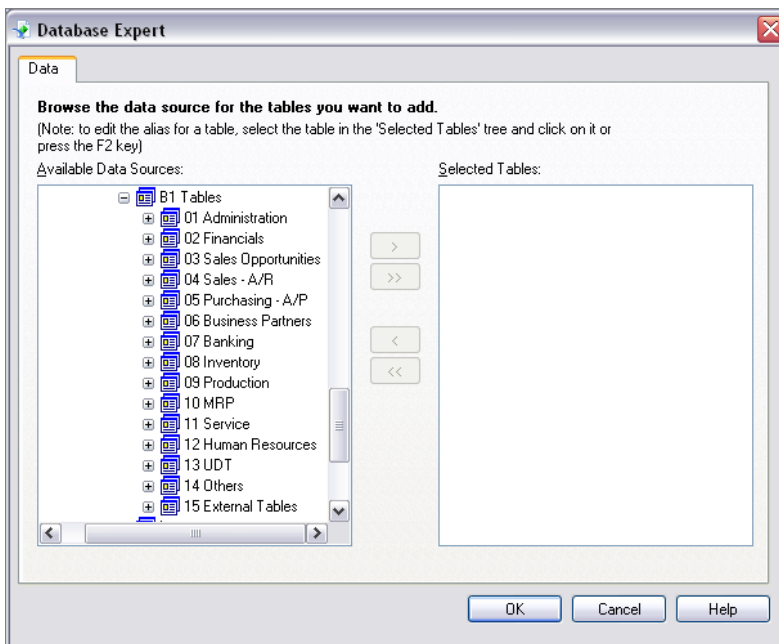 Database Expert
Data
Browse the data source for the tables you want to add.
(Note: to edit the alias for a table, select the table in the 'Selected Tables' tree and click on it or
press the F2 key)
Available Data Sources:
Selected Tables:
B1 Tables
01 Administration
02 Financials
03 Sales Opportunities
04 Sales - A/R
05 Purchasing - A/P
06 Business Partners
07 Banking
08 Inventory
09 Production
10 MRP
11 Service
12 Human Resources
13 UDT
14 Others
15 External Tables
>
>>
<
<<
OK
Cancel
Help